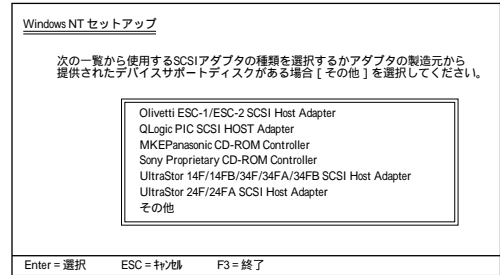 Windows NT セットアップ
次の一覧から使用するSCSIアダプタの種類を選択するかアダプタの製造元から
提供されたデバイスサポートディスクがある場合［その他］を選択してください。
Olivetti ESC-1/ESC-2 SCSI Host Adapter
QLogic PIC SCSI HOST Adapter
MKEPanasonic CD-ROM Controller
Sony Proprietary CD-ROM Controller
UltraStor 14F/14FB/34F/34FA/34FB SCSI Host Adapter
UltraStor 24F/24FA SCSI Host Adapter
その他
Enter = 選択 ESC = ｷｬﾝｾﾙ F3 = 終了